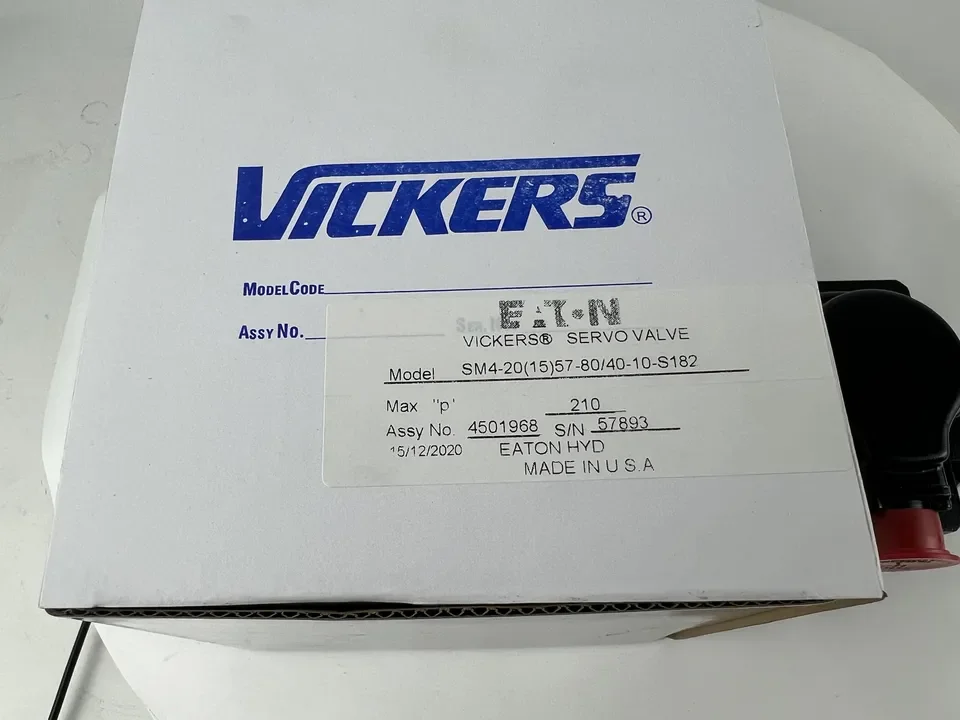 VICKERS®
MODEL CODE
ASSY NO.
EATON
VICKERS® SERVO VALVE
Model SM4-20(15)57-80/40-10-S182
Max "p' 210
Assy No. 4501968 S/N 57893
15/12/2020 EATON HYD
MADE IN U S.A